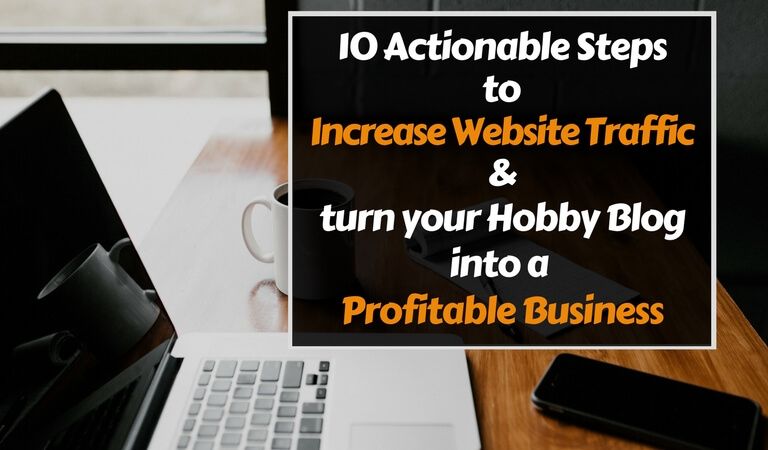 10 Actionable Steps
to
Increase Website Traffic
&
turn your Hobby Blog
into a
Profitable Business